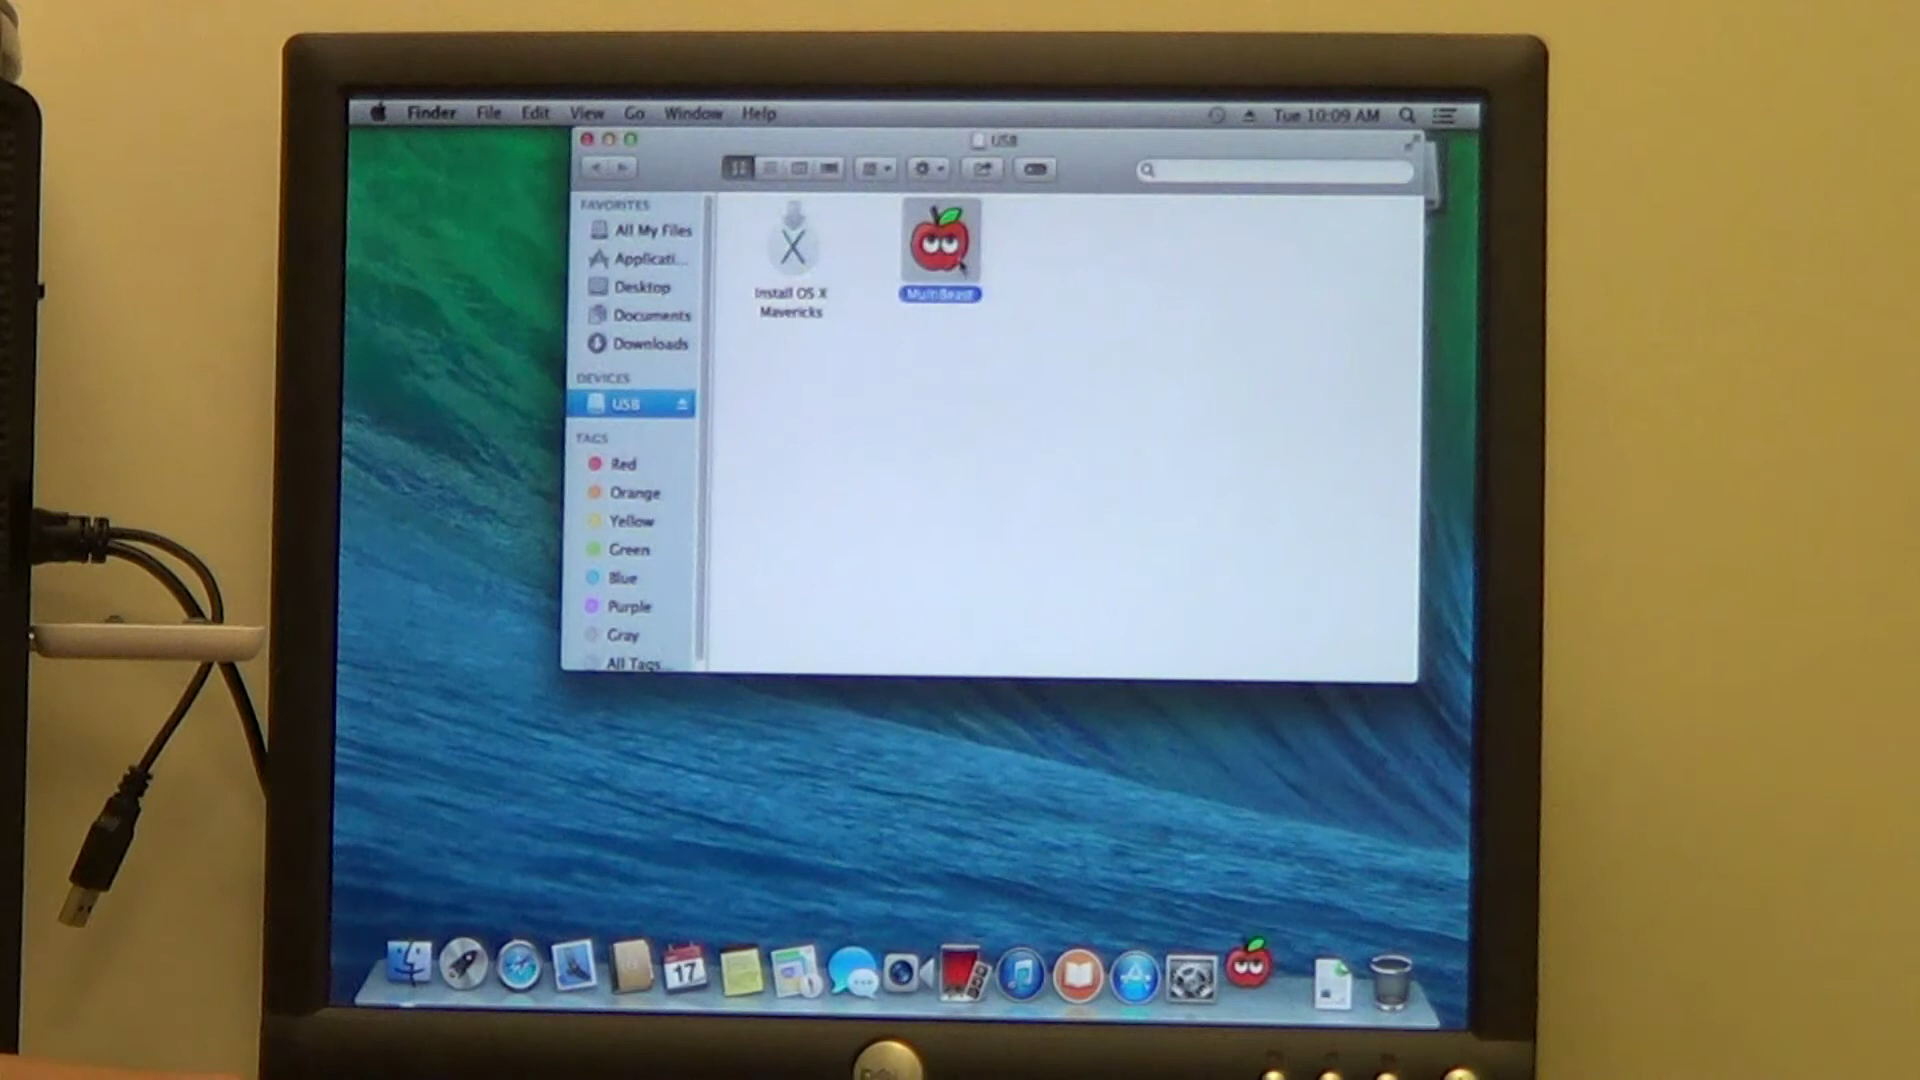 Finder File Edit View Go Window Help Tue 10:09 AM
USB
FAVORITES
All My Files
Applicati...
Desktop
Documents
Downloads
DEVICES
USB
TAGS
Red
Orange
Yellow
Green
Blue
Purple
Gray
All Tags...
X
Install OS X
Mavericks
MultiBeast
17